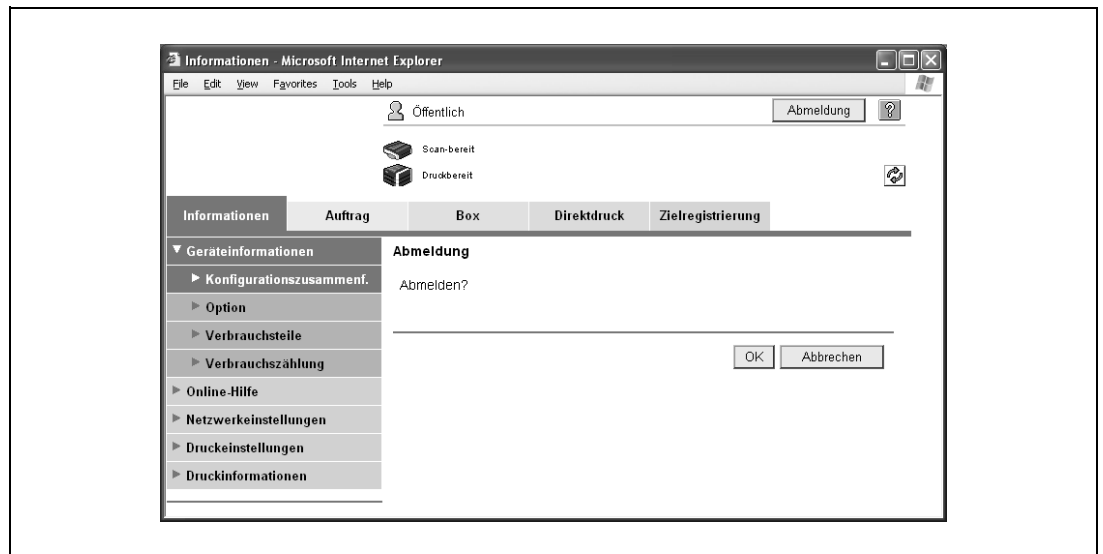 Informationen - Microsoft Internet Explorer
File Edit View Favorites Tools Help
Öffentlich
Abmeldung
?
Scan-bereit
Druckbereit
Informationen Auftrag Box Direktdruck Zielregistrierung
Geräteinformationen
Konfigurationszusammenf.
Option
Verbrauchsteile
Verbrauchszählung
Online-Hilfe
Netzwerkeinstellungen
Druckeinstellungen
Druckinformationen
Abmeldung
Abmelden?
OK Abbrechen